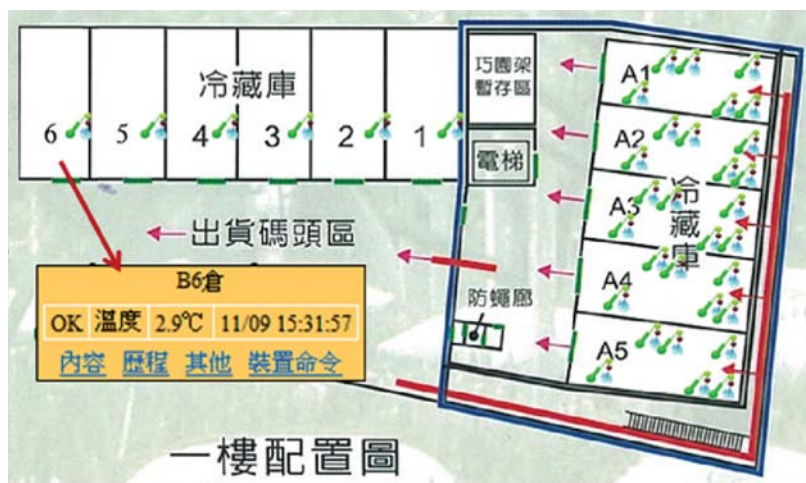 冷藏庫
6 5 4 3 2 1
巧圍架
暫存區
電梯
A1
A2
A3
A4
A5
冷藏庫
←出貨碼頭區
防蠅廊
B6倉
OK 溫度 2.9℃ 11/09 15:31:57
內容 歷程 其他 裝置命令
一樓配置圖